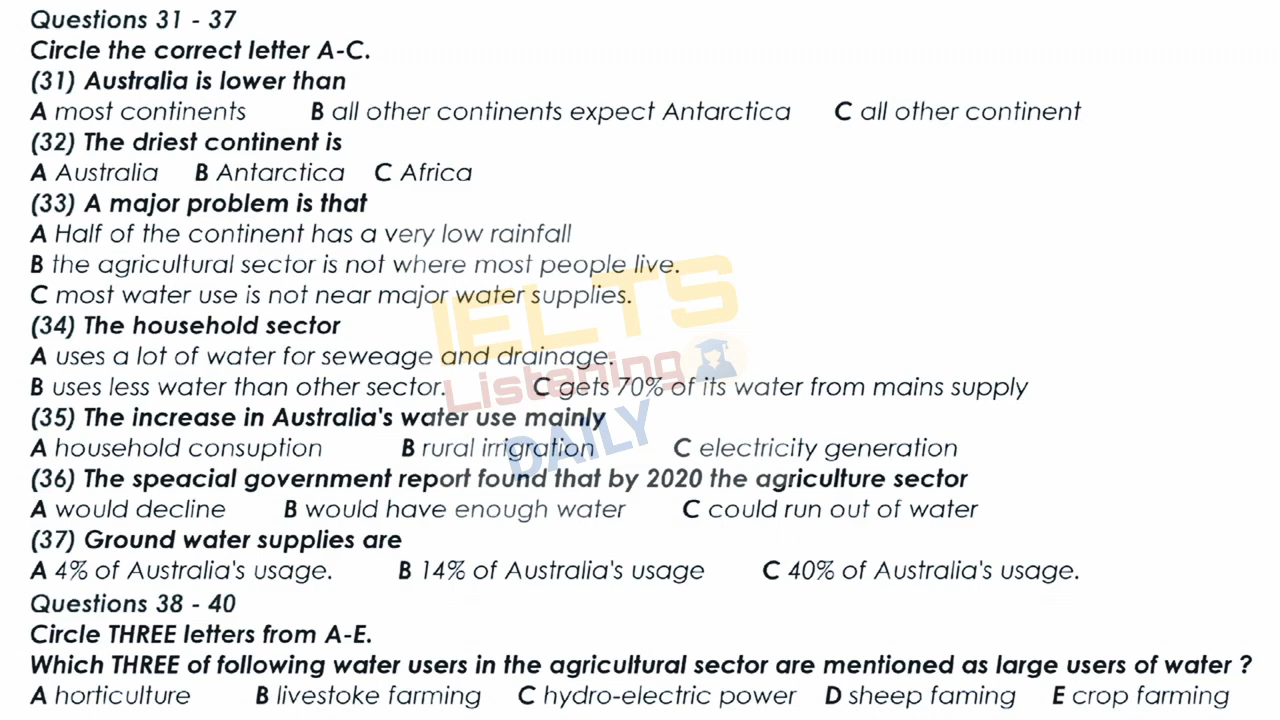 Questions 31 - 37
Circle the correct letter A-C.
(31) Australia is lower than
A most continents B all other continents expect Antarctica C all other continent
(32) The driest continent is
A Australia B Antarctica C Africa
(33) A major problem is that
A Half of the continent has a very low rainfall
B the agricultural sector is not where most people live.
C most water use is not near major water supplies.
(34) The household sector
A uses a lot of water for seweage and drainage.
B uses less water than other sector. C gets 70% of its water from mains supply
(35) The increase in Australia's water use mainly
A household consuption B rural irrigration C electricity generation
(36) The speacial government report found that by 2020 the agriculture sector
A would decline B would have enough water C could run out of water
(37) Ground water supplies are
A 4% of Australia's usage. B 14% of Australia's usage C 40% of Australia's usage.
Questions 38 - 40
Circle THREE letters from A-E.
Which THREE of following water users in the agricultural sector are mentioned as large users of water ?
A horticulture B livestoke farming C hydro-electric power D sheep faming E crop farming
IELTS
Listening
DAILY